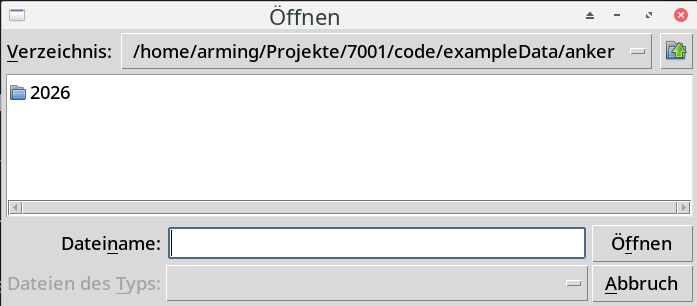 Öffnen
Verzeichnis: /home/arming/Projekte/7001/code/exampleData/anker
2026
Dateiname: Öffnen
Dateien des Typs: Abbruch